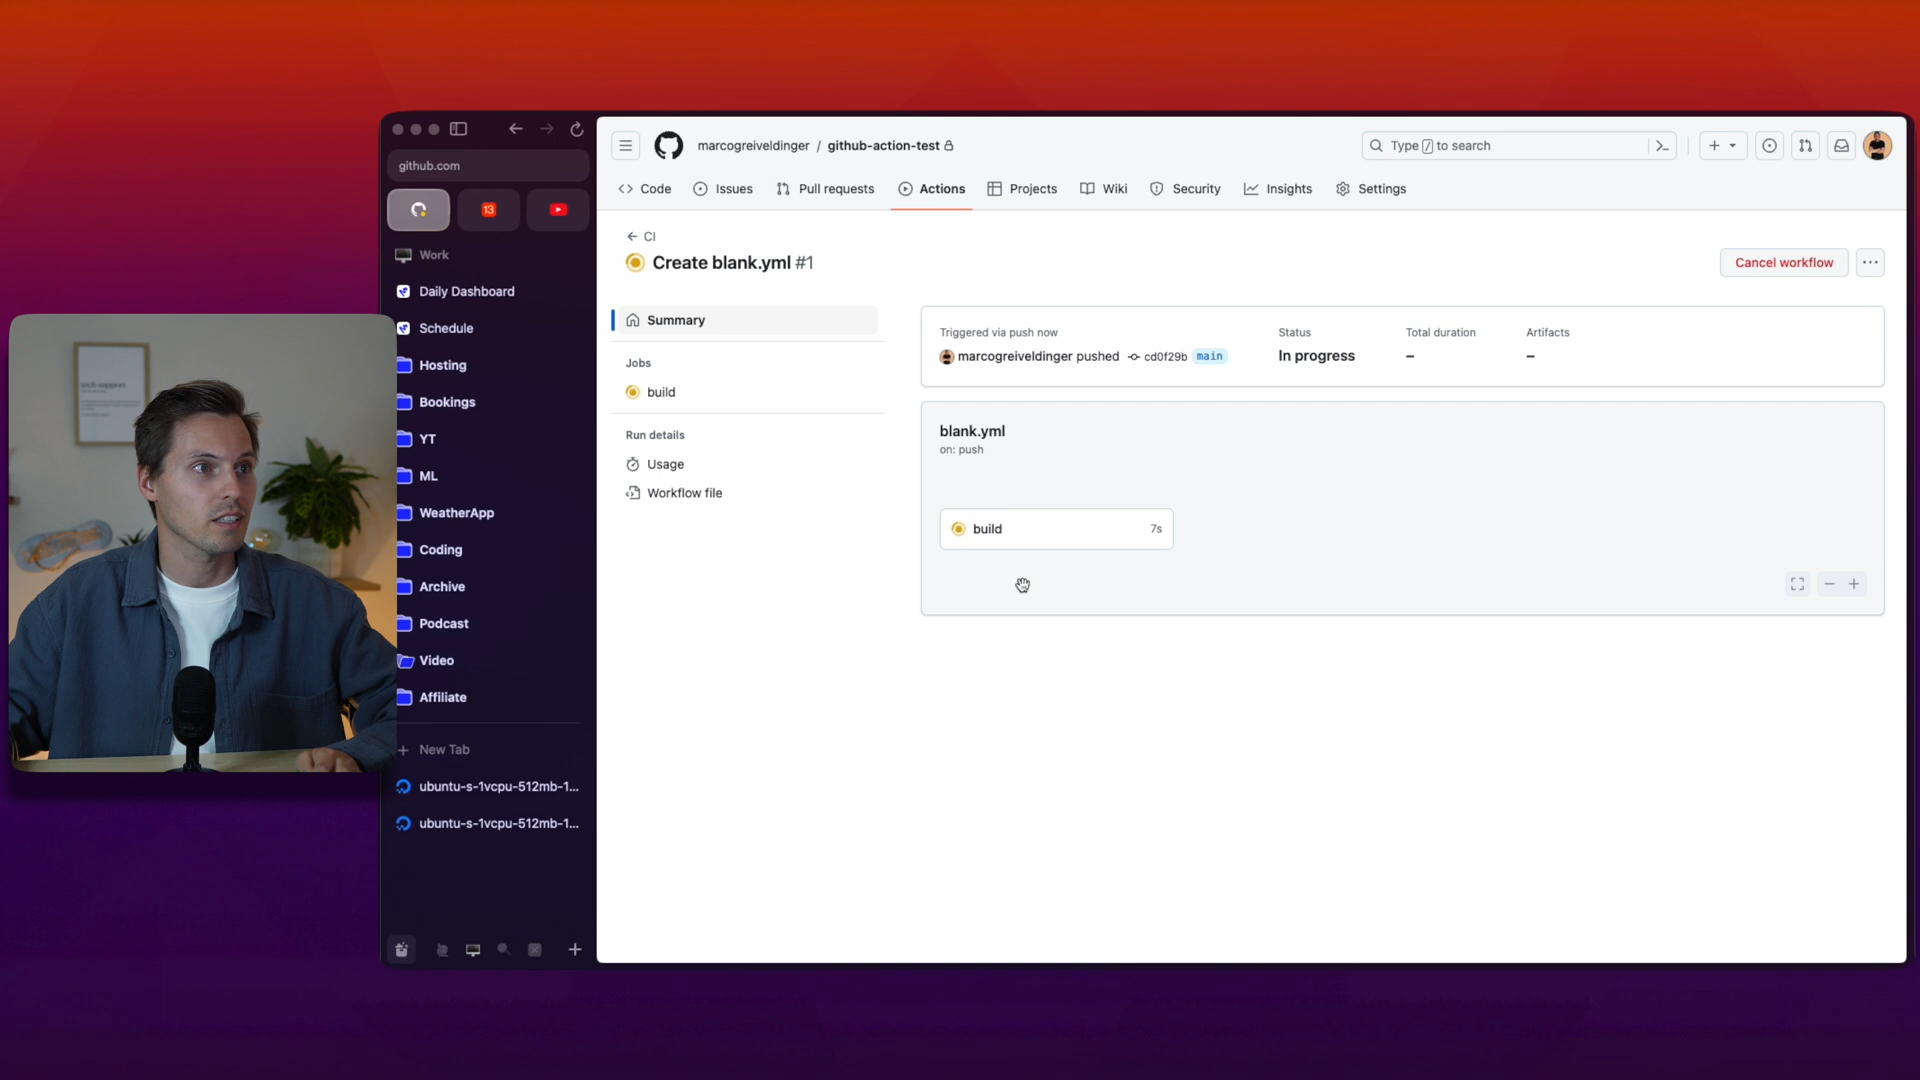 github.com
13
Work
Daily Dashboard
Schedule
Hosting
Bookings
YT
ML
WeatherApp
Coding
Archive
Podcast
Video
Affiliate
New Tab
ubuntu-s-1vcpu-512mb-1...
ubuntu-s-1vcpu-512mb-1...
marcogreiveldinger / github-action-test
Type / to search
Code
Issues
Pull requests
Actions
Projects
Wiki
Security
Insights
Settings
CI
Create blank.yml #1
Cancel workflow
Summary
Jobs
build
Run details
Usage
Workflow file
Triggered via push now
marcogreiveldinger pushed cd0f29b main
Status
In progress
Total duration
–
Artifacts
–
blank.yml
on: push
build 7s
tech support